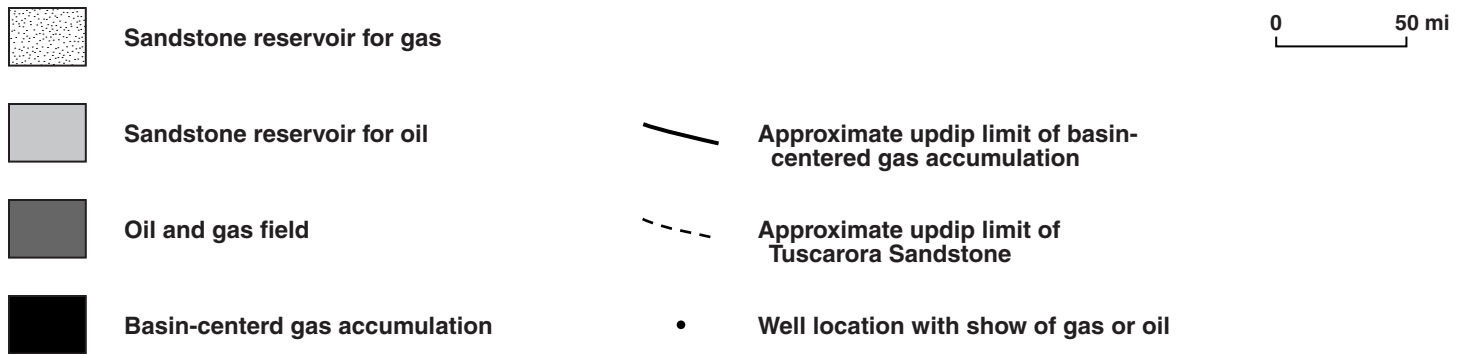 Sandstone reservoir for gas
0 50 mi
Sandstone reservoir for oil
Approximate updip limit of basin-
centered gas accumulation
Oil and gas field
Approximate updip limit of
Tuscarora Sandstone
Basin-centerd gas accumulation
Well location with show of gas or oil